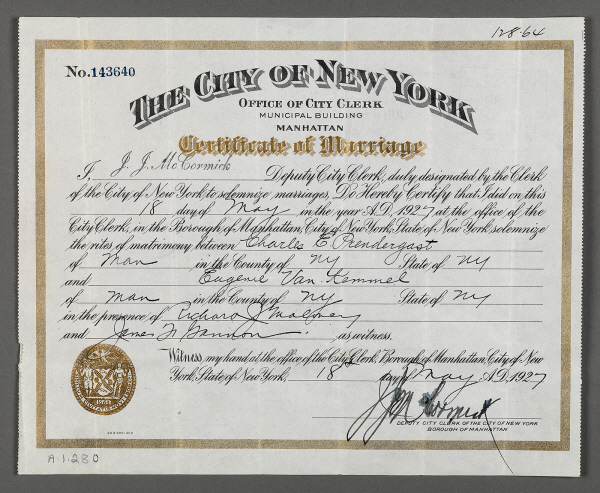 128-64
No. 143640
THE CITY OF NEW YORK
OFFICE OF CITY CLERK
MUNICIPAL BUILDING
MANHATTAN
Certificate of Marriage
I, J. J. McCormick Deputy City Clerk, duly designated by the Clerk
of the City of New York to solemnize marriages, Do Hereby Certify that I did on this
18 day of May in the year A.D. 1927 at the office of the
City Clerk, in the Borough of Manhattan, City of New York, State of New York solemnize
the rites of matrimony between Charles E. Prendergast
of Man in the County of NY State of NY
and Eugenie Van Kemmel
of Man in the County of NY State of NY
in the presence of Richard J
and James F Gannon as witness.
Witness, my hand at the office of the City Clerk, Borough of Manhattan, City of New
York, State of New York, 18 day of May A.D. 1927
J J McCormick
DEPUTY CITY CLERK OF THE CITY OF NEW YORK
BOROUGH OF MANHATTAN
A.1.280